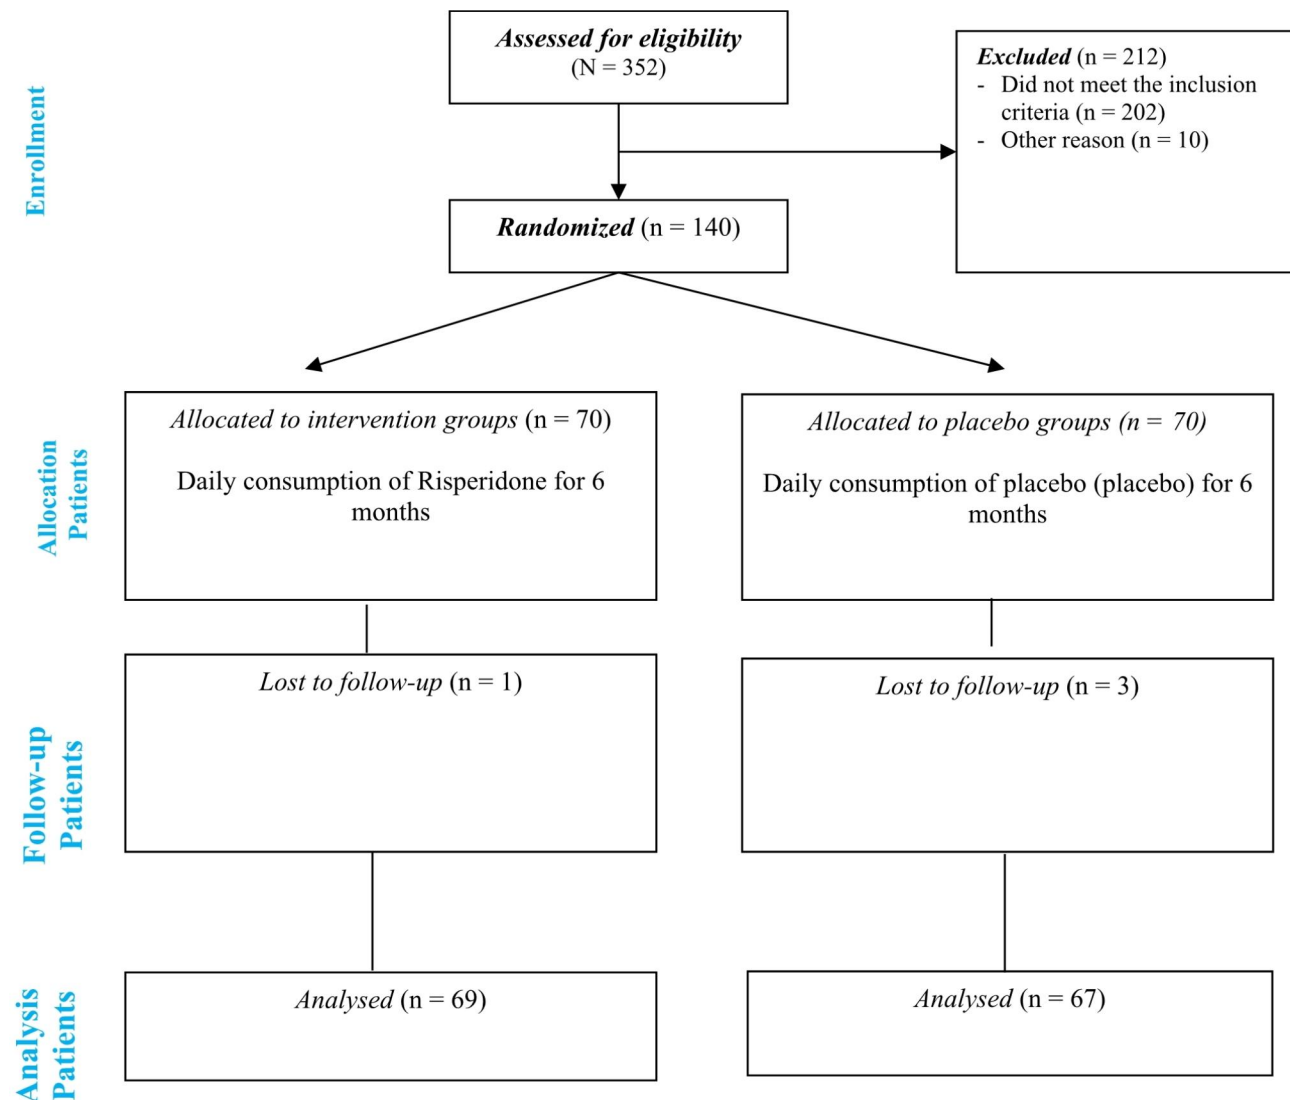 Enrollment
Assessed for eligibility
(N = 352)
Excluded (n = 212)
- Did not meet the inclusion
criteria (n = 202)
- Other reason (n = 10)
Randomized (n = 140)
Allocation
Patients
Allocated to intervention groups (n = 70)
Daily consumption of Risperidone for 6
months
Allocated to placebo groups (n = 70)
Daily consumption of placebo (placebo) for 6
months
Follow-up
Patients
Lost to follow-up (n = 1)
Lost to follow-up (n = 3)
Analysis
Patients
Analysed (n = 69)
Analysed (n = 67)